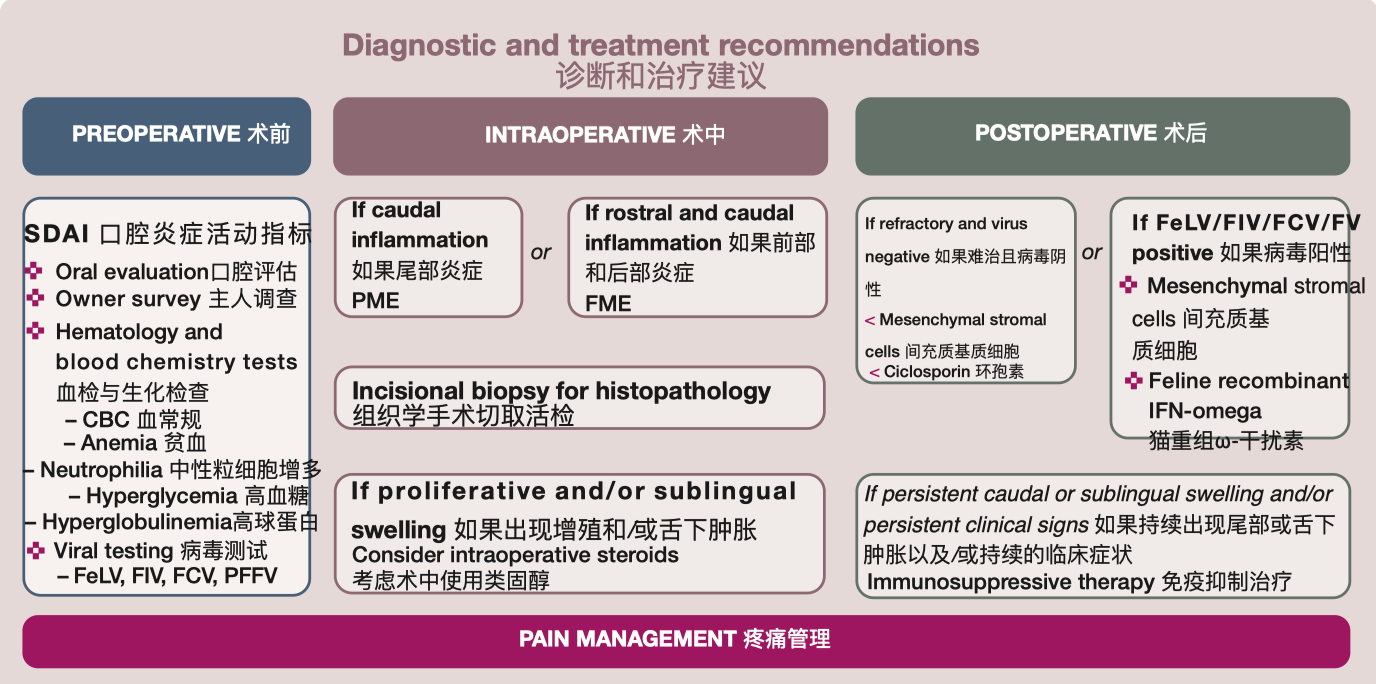 Diagnostic and treatment recommendations
诊断和治疗建议
PREOPERATIVE 术前
SDAI 口腔炎症活动指标
Oral evaluation口腔评估
Owner survey 主人调查
Hematology and
blood chemistry tests
血检与生化检查
– CBC 血常规
– Anemia 贫血
– Neutrophilia 中性粒细胞增多
– Hyperglycemia 高血糖
– Hyperglobulinemia高球蛋白
Viral testing 病毒测试
– FeLV, FIV, FCV, PFFV
INTRAOPERATIVE 术中
If caudal
inflammation
如果尾部炎症
PME
or
If rostral and caudal
inflammation 如果前部
和后部炎症
FME
Incisional biopsy for histopathology
组织学手术切取活检
If proliferative and/or sublingual
swelling 如果出现增殖和/或舌下肿胀
Consider intraoperative steroids
考虑术中使用类固醇
POSTOPERATIVE 术后
If refractory and virus
negative 如果难治且病毒阴
性
< Mesenchymal stromal
cells 间充质基质细胞
< Ciclosporin 环孢素
or
If FeLV/FIV/FCV/FV
positive 如果病毒阳性
Mesenchymal stromal
cells 间充质基
质细胞
Feline recombinant
IFN-omega
猫重组ω-干扰素
If persistent caudal or sublingual swelling and/or
persistent clinical signs 如果持续出现尾部或舌下
肿胀以及/或持续的临床症状
Immunosuppressive therapy 免疫抑制治疗
PAIN MANAGEMENT 疼痛管理